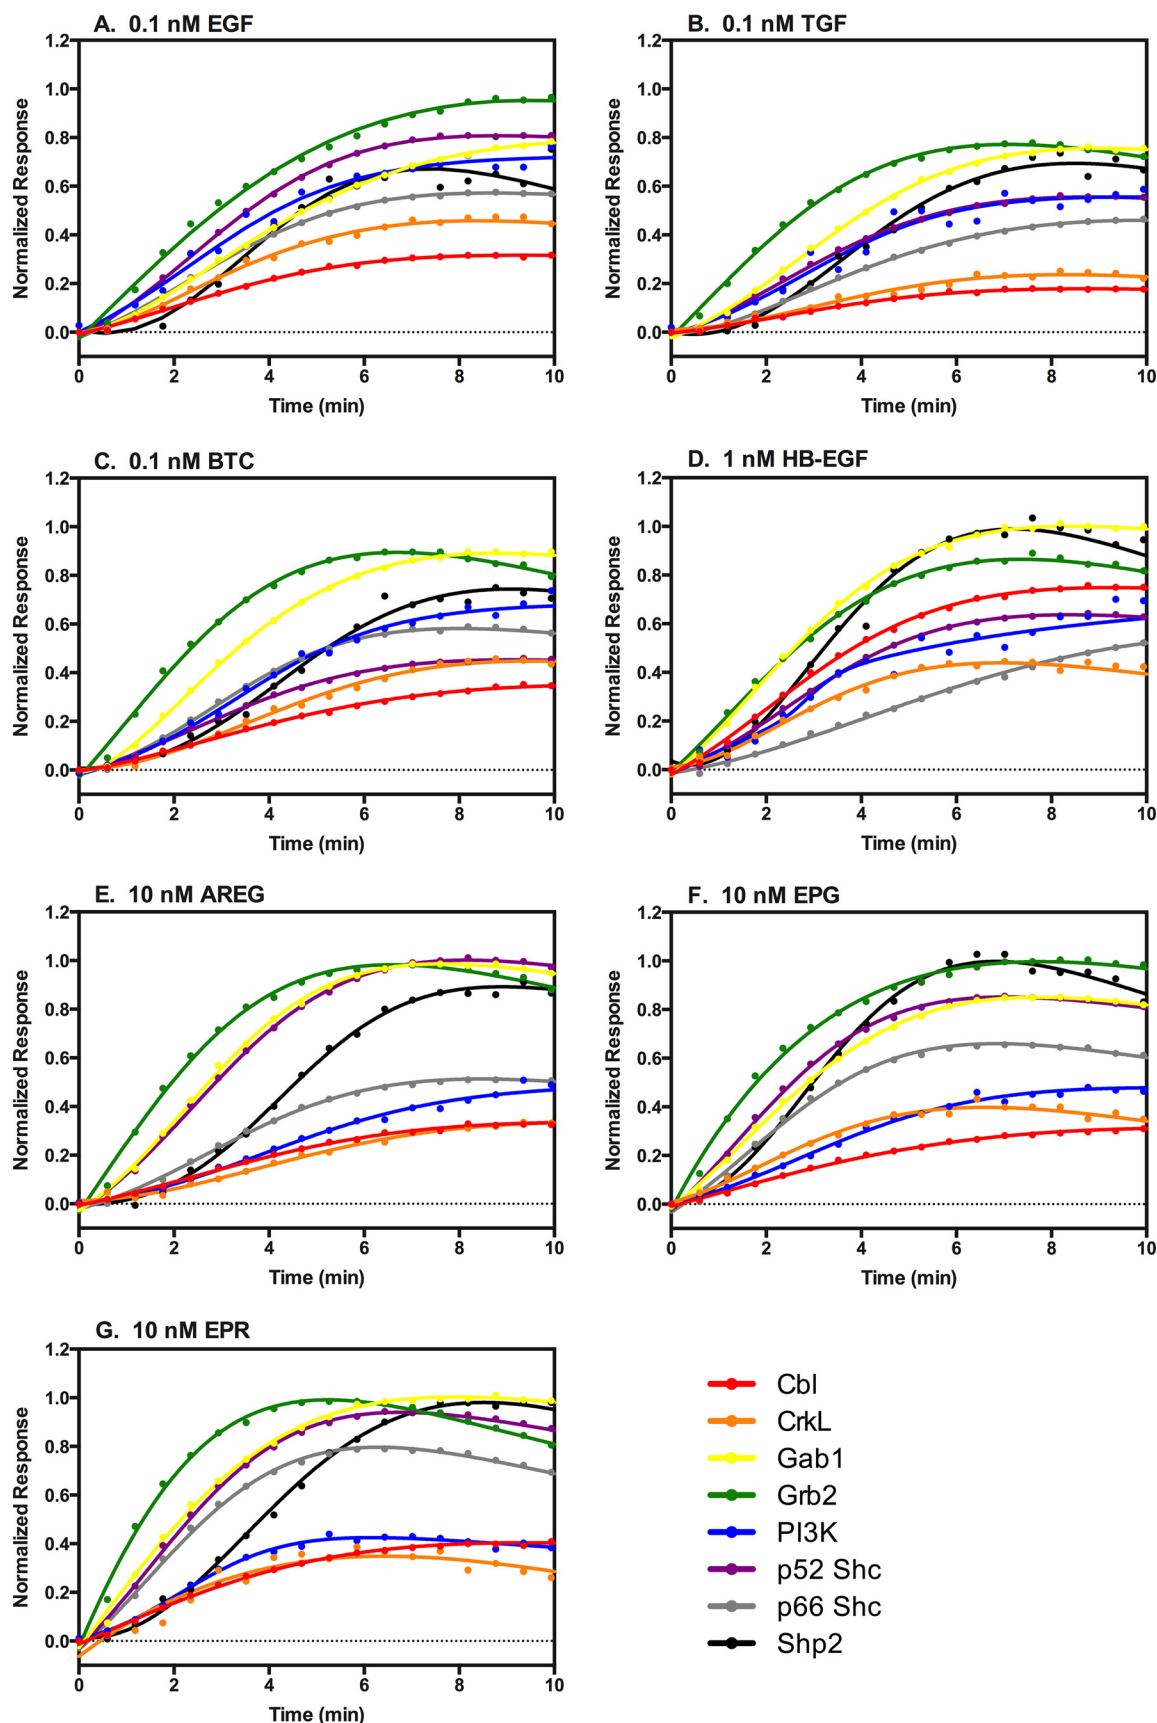 A. 0.1 nM EGF
Normalized Response
1.2
1.0
0.8
0.6
0.4
0.2
0.0
0 2 4 6 8 10
Time (min)
B. 0.1 nM TGF
Normalized Response
1.2
1.0
0.8
0.6
0.4
0.2
0.0
0 2 4 6 8 10
Time (min)
C. 0.1 nM BTC
Normalized Response
1.2
1.0
0.8
0.6
0.4
0.2
0.0
0 2 4 6 8 10
Time (min)
D. 1 nM HB-EGF
Normalized Response
1.2
1.0
0.8
0.6
0.4
0.2
0.0
0 2 4 6 8 10
Time (min)
E. 10 nM AREG
Normalized Response
1.2
1.0
0.8
0.6
0.4
0.2
0.0
0 2 4 6 8 10
Time (min)
F. 10 nM EPG
Normalized Response
1.2
1.0
0.8
0.6
0.4
0.2
0.0
0 2 4 6 8 10
Time (min)
G. 10 nM EPR
Normalized Response
1.2
1.0
0.8
0.6
0.4
0.2
0.0
0 2 4 6 8 10
Time (min)
Cbl
CrkL
Gab1
Grb2
PI3K
p52 Shc
p66 Shc
Shp2